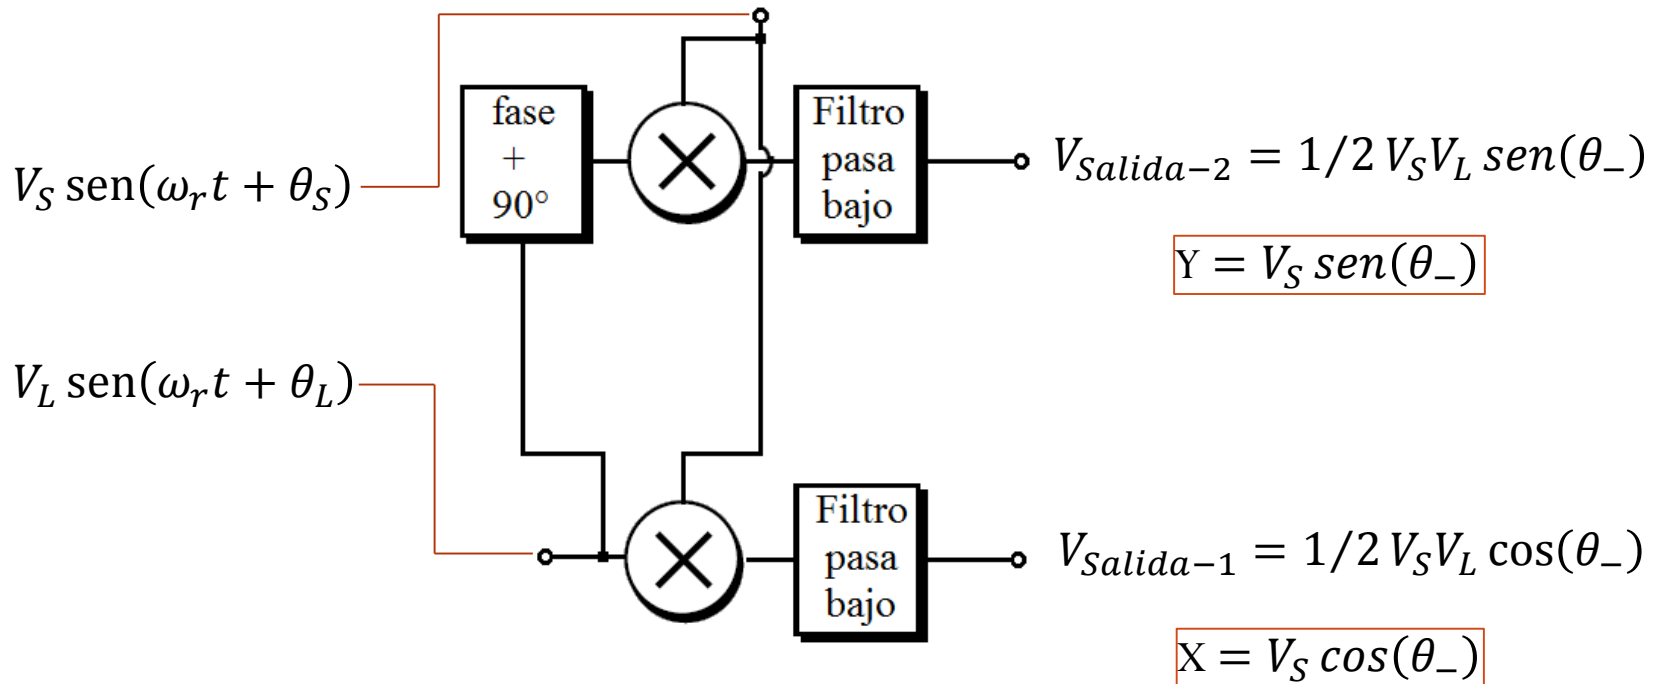 fase
+
90°
Filtro
pasa
bajo
V_S sen(ω_r t + θ_S)
V_Salida−2 = 1/2 V_S V_L sen(θ_−)
Y = V_S sen(θ_−)
V_L sen(ω_r t + θ_L)
Filtro
pasa
bajo
V_Salida−1 = 1/2 V_S V_L cos(θ_−)
X = V_S cos(θ_−)